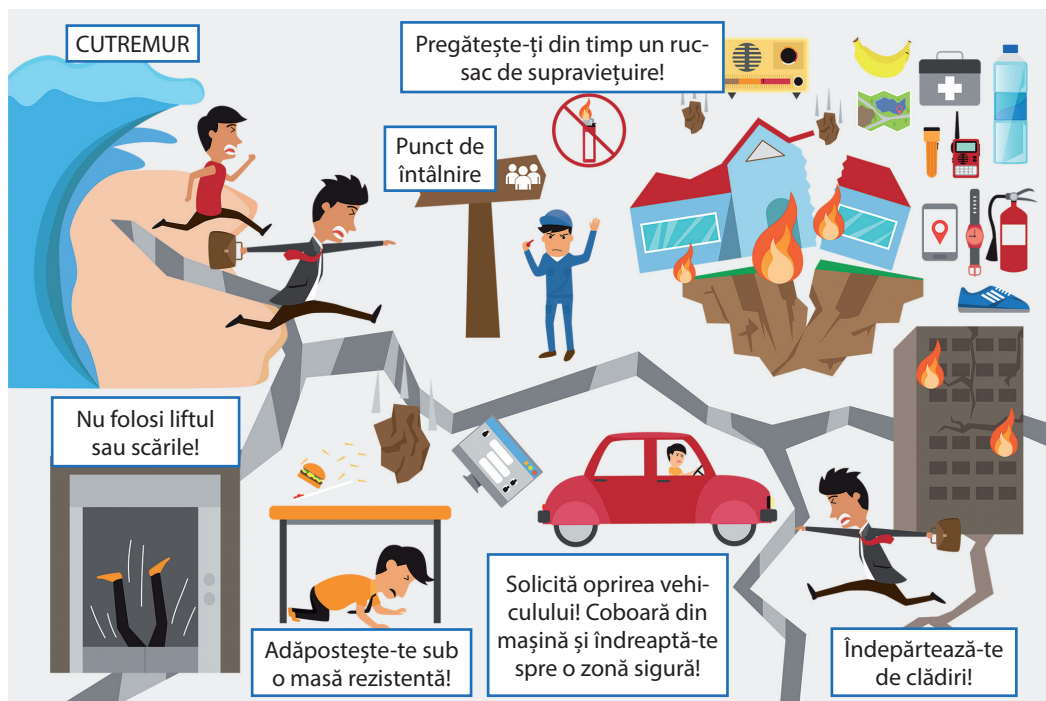 CUTREMUR
Pregătește-ți din timp un ruc-
sac de supraviețuire!
Punct de
întâlnire
Nu folosi liftul
sau scările!
Adăpostește-te sub
o masă rezistentă!
Solicită oprirea vehi-
culului! Coboară din
mașină și îndreaptă-te
spre o zonă sigură!
Îndepărtează-te
de clădiri!